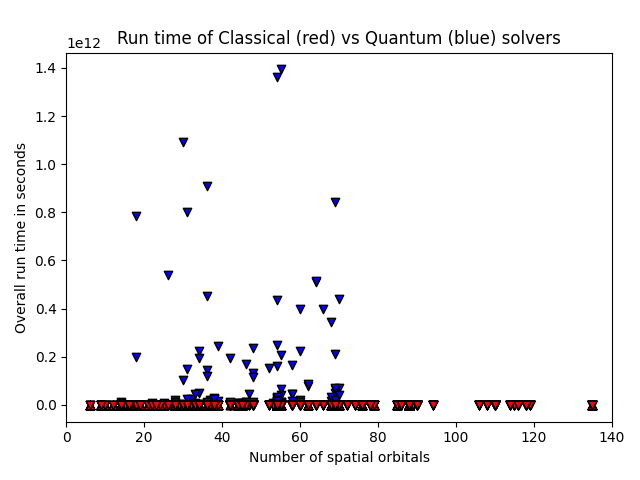 Run time of Classical (red) vs Quantum (blue) solvers
1e12
1.4
1.2
1.0
0.8
0.6
0.4
0.2
0.0
Overall run time in seconds
0 20 40 60 80 100 120 140
Number of spatial orbitals